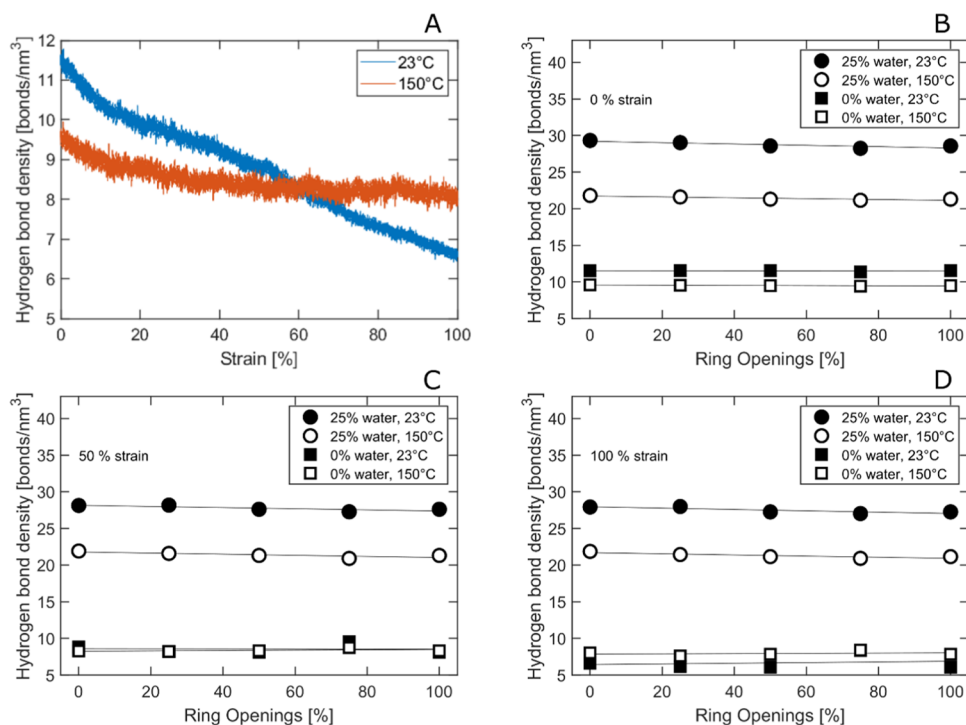 A
Hydrogen bond density [bonds/nm³]
12
11
10
9
8
7
6
5
23°C
150°C
0 20 40 60 80 100
Strain [%]
B
Hydrogen bond density [bonds/nm³]
40
35
30
25
20
15
10
5
0 % strain
25% water, 23°C
25% water, 150°C
0% water, 23°C
0% water, 150°C
0 20 40 60 80 100
Ring Openings [%]
C
Hydrogen bond density [bonds/nm³]
40
35
30
25
20
15
10
5
50 % strain
25% water, 23°C
25% water, 150°C
0% water, 23°C
0% water, 150°C
0 20 40 60 80 100
Ring Openings [%]
D
Hydrogen bond density [bonds/nm³]
40
35
30
25
20
15
10
5
100 % strain
25% water, 23°C
25% water, 150°C
0% water, 23°C
0% water, 150°C
0 20 40 60 80 100
Ring Openings [%]